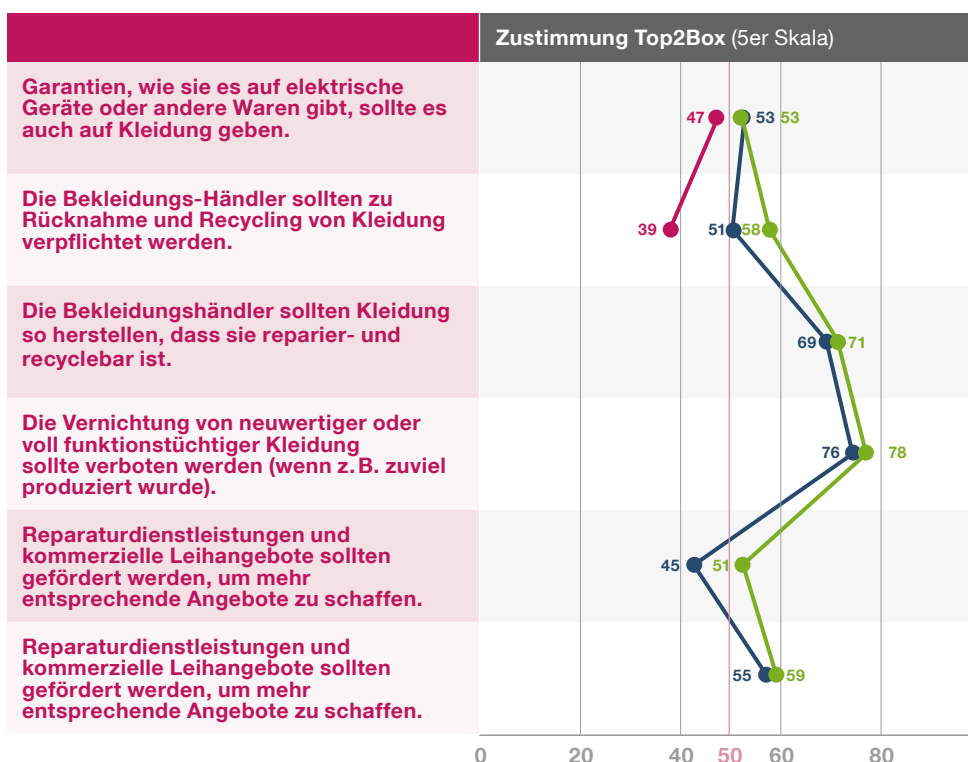 Zustimmung Top2Box (5er Skala)
Garantien, wie sie es auf elektrische
Geräte oder andere Waren gibt, sollte es
auch auf Kleidung geben.
47 53 53
Die Bekleidungs-Händler sollten zu
Rücknahme und Recycling von Kleidung
verpflichtet werden.
39 51 58
Die Bekleidungshändler sollten Kleidung
so herstellen, dass sie reparier- und
recyclebar ist.
69 71
Die Vernichtung von neuwertiger oder
voll funktionstüchtiger Kleidung
sollte verboten werden (wenn z. B. zuviel
produziert wurde).
76 78
Reparaturdienstleistungen und
kommerzielle Leihangebote sollten
gefördert werden, um mehr
entsprechende Angebote zu schaffen.
45 51
Reparaturdienstleistungen und
kommerzielle Leihangebote sollten
gefördert werden, um mehr
entsprechende Angebote zu schaffen.
55 59
0 20 40 50 60 80